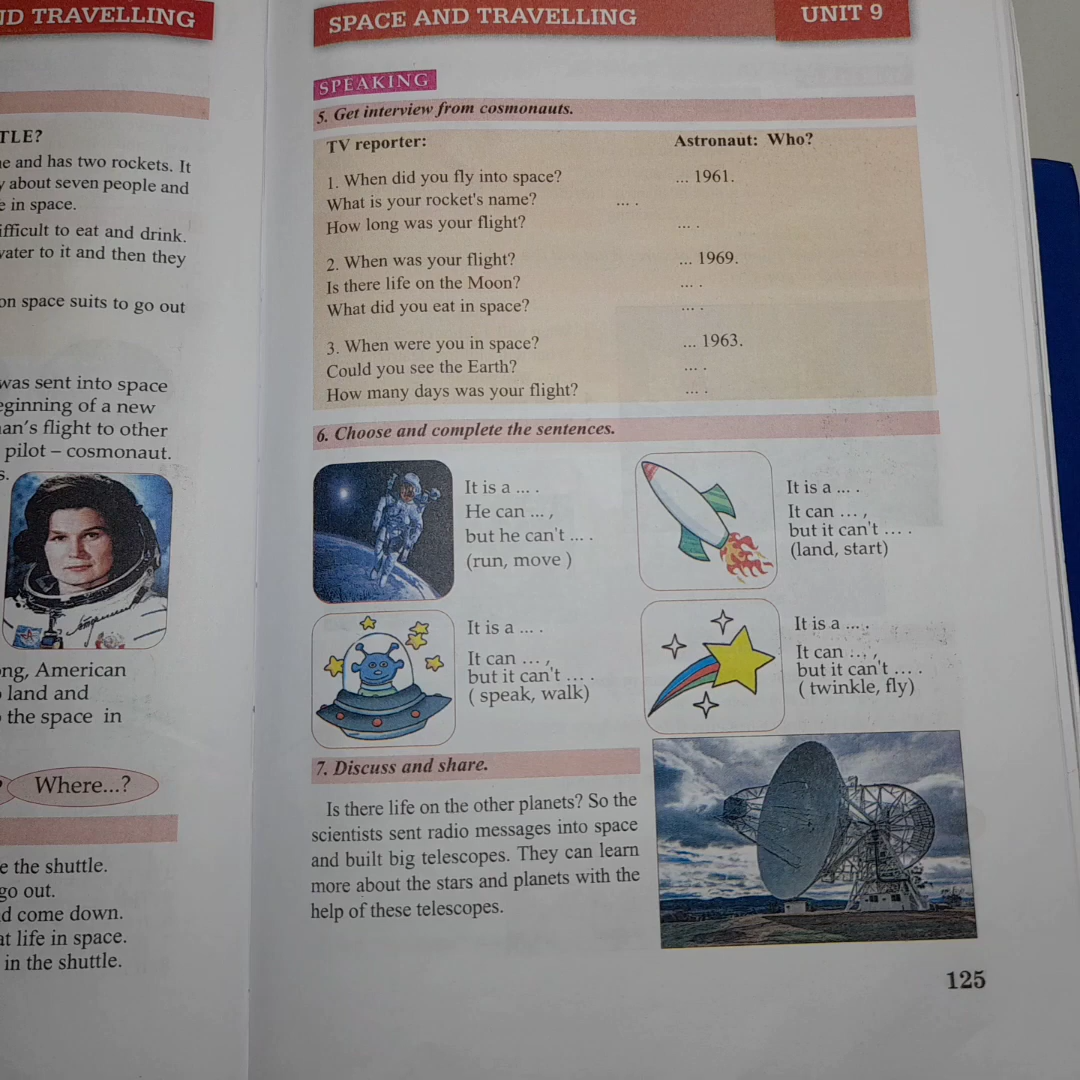 D TRAVELLING
TLE?
and has two rockets. It
about seven people and
in space.
difficult to eat and drink.
water to it and then they
on space suits to go out
was sent into space
eginning of a new
an's flight to other
pilot – cosmonaut.
s.
ong, American
land and
the space in
Where...?
e the shuttle.
go out.
d come down.
at life in space.
in the shuttle.
SPACE AND TRAVELLING
UNIT 9
SPEAKING
5. Get interview from cosmonauts.
TV reporter: Astronaut: Who?
1. When did you fly into space? ... 1961.
What is your rocket's name? ... .
How long was your flight? ... .
2. When was your flight? ... 1969.
Is there life on the Moon? ... .
What did you eat in space? ... .
3. When were you in space? ... 1963.
Could you see the Earth? ... .
How many days was your flight? ... .
6. Choose and complete the sentences.
It is a ... .
He can ... ,
but he can't ... .
(run, move )
It is a ... .
It can ... ,
but it can't ... .
(land, start)
It is a ... .
It can ... ,
but it can't ... .
( speak, walk)
It is a ... .
It can ... ,
but it can't ... .
( twinkle, fly)
7. Discuss and share.
Is there life on the other planets? So the
scientists sent radio messages into space
and built big telescopes. They can learn
more about the stars and planets with the
help of these telescopes.
125